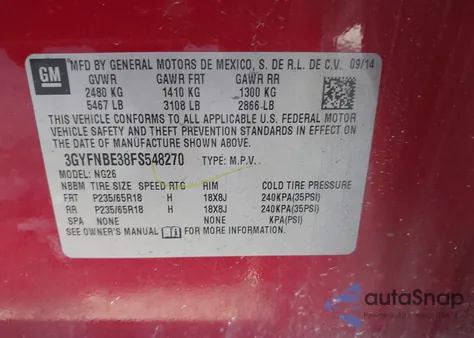 GM
MFD BY GENERAL MOTORS DE MEXICO, S. DE R.L. DE C.V. 09/14
GVWR GAWR FRT GAWR RR
2480 KG 1410 KG 1300 KG
5467 LB 3108 LB 2866 LB
THIS VEHICLE CONFORMS TO ALL APPLICABLE U.S. FEDERAL MOTOR
VEHICLE SAFETY AND THEFT PREVENTION STANDARDS IN EFFECT
ON THE DATE OF MANUFACTURE SHOWN ABOVE.
3GYFNBE38FS548270 TYPE: M.P.V.
MODEL: NG26
NBBM TIRE SIZE SPEED RTG RIM COLD TIRE PRESSURE
FRT P235/65R18 H 18X8J 240KPA(35PSI)
RR P235/65R18 H 18X8J 240KPA(35PSI)
SPA NONE NONE KPA(PSI)
SEE OWNER'S MANUAL FOR MORE INFORMATION
autoSnap